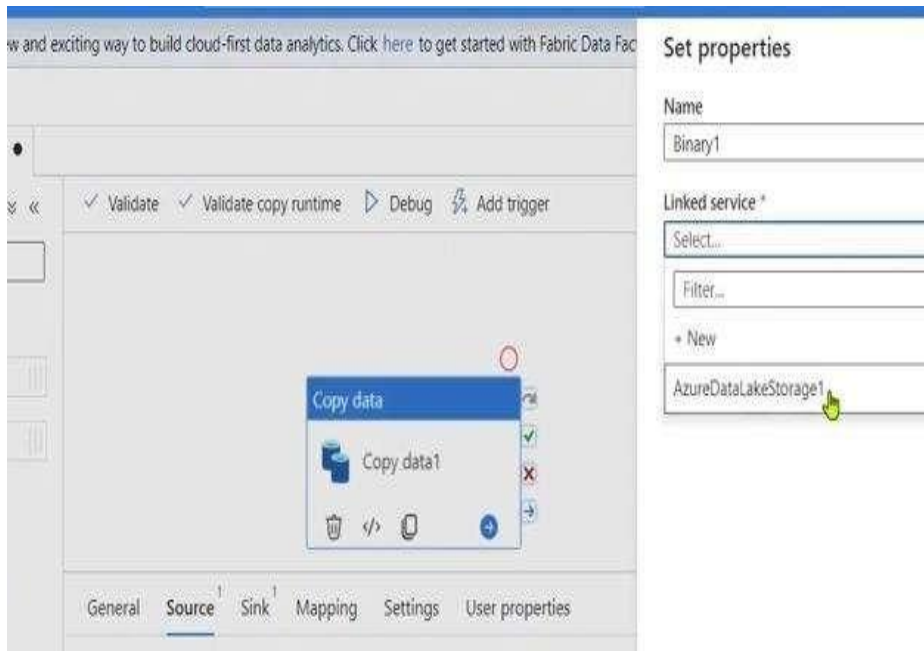 w and exciting way to build cloud-first data analytics. Click here to get started with Fabric Data Fac
Validate
Validate copy runtime
Debug
Add trigger
Copy data
Copy data1
General
Source 1
Sink 1
Mapping
Settings
User properties
Set properties
Name
Binary1
Linked service *
Select...
Filter...
+ New
AzureDataLakeStorage1